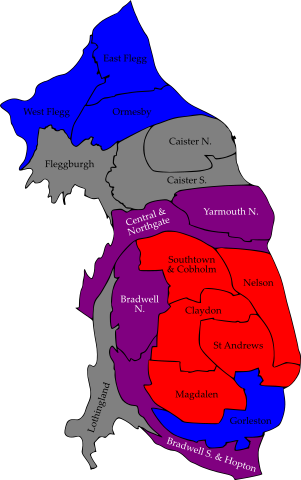 East Flegg
West Flegg
Ormesby
Caister N.
Fleggburgh
Caister S.
Central &
Northgate
Yarmouth N.
Southtown
& Cobholm
Nelson
Bradwell
N.
Claydon
St Andrews
Magdalen
Lothingland
Gorleston
Bradwell S. & Hopton